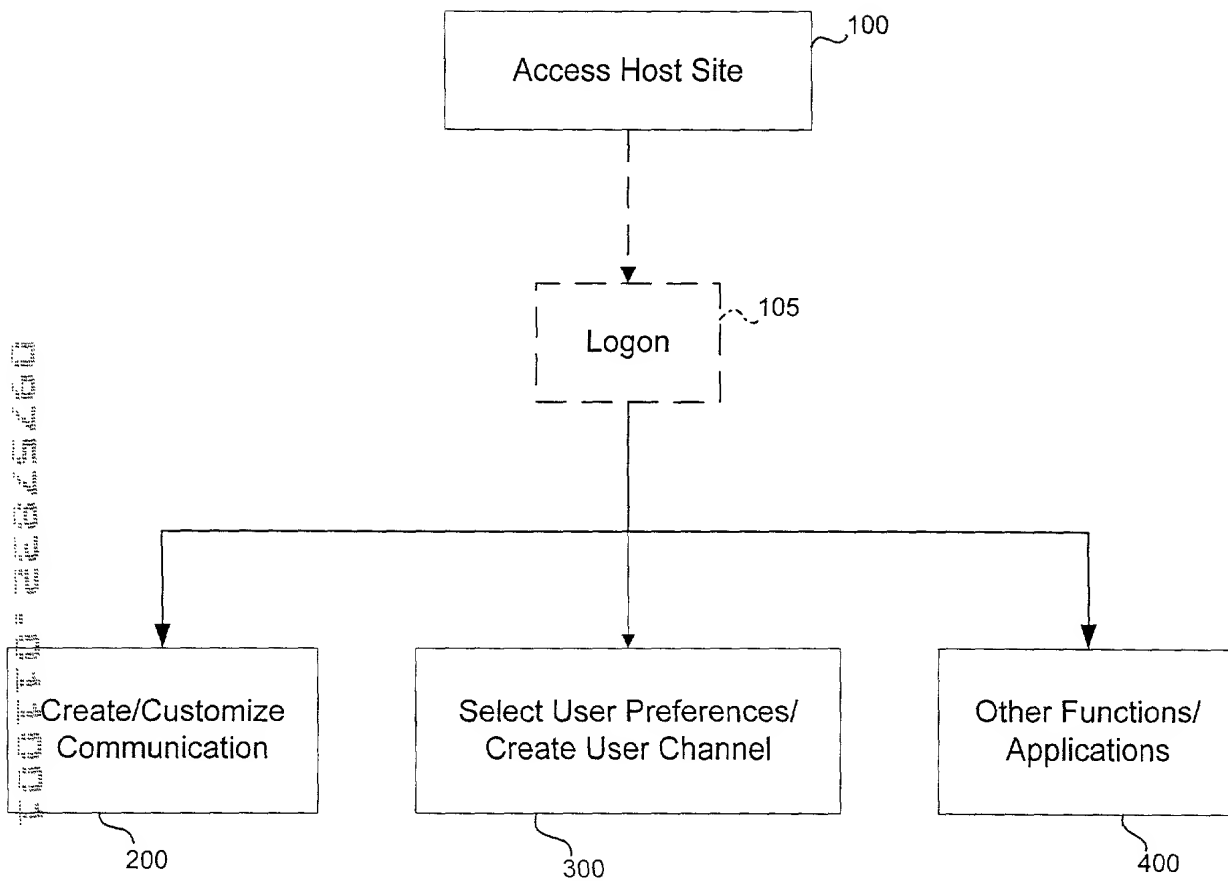 100
Access Host Site
105
Logon
Create/Customize
Communication
Select User Preferences/
Create User Channel
Other Functions/
Applications
200
300
400